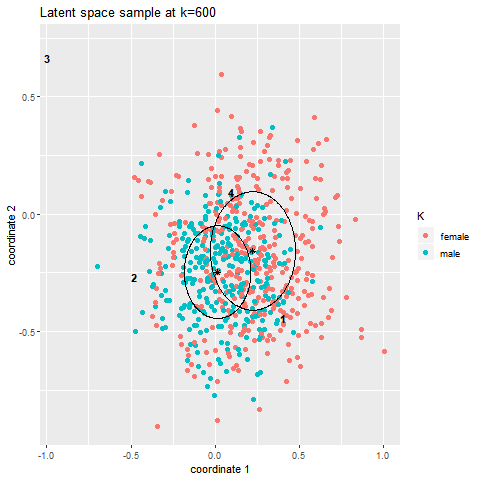 Latent space sample at k=600
3
0.5
4
0.0
2
1
-0.5
-1.0 -0.5 0.0 0.5 1.0
coordinate 1
coordinate 2
K
female
male